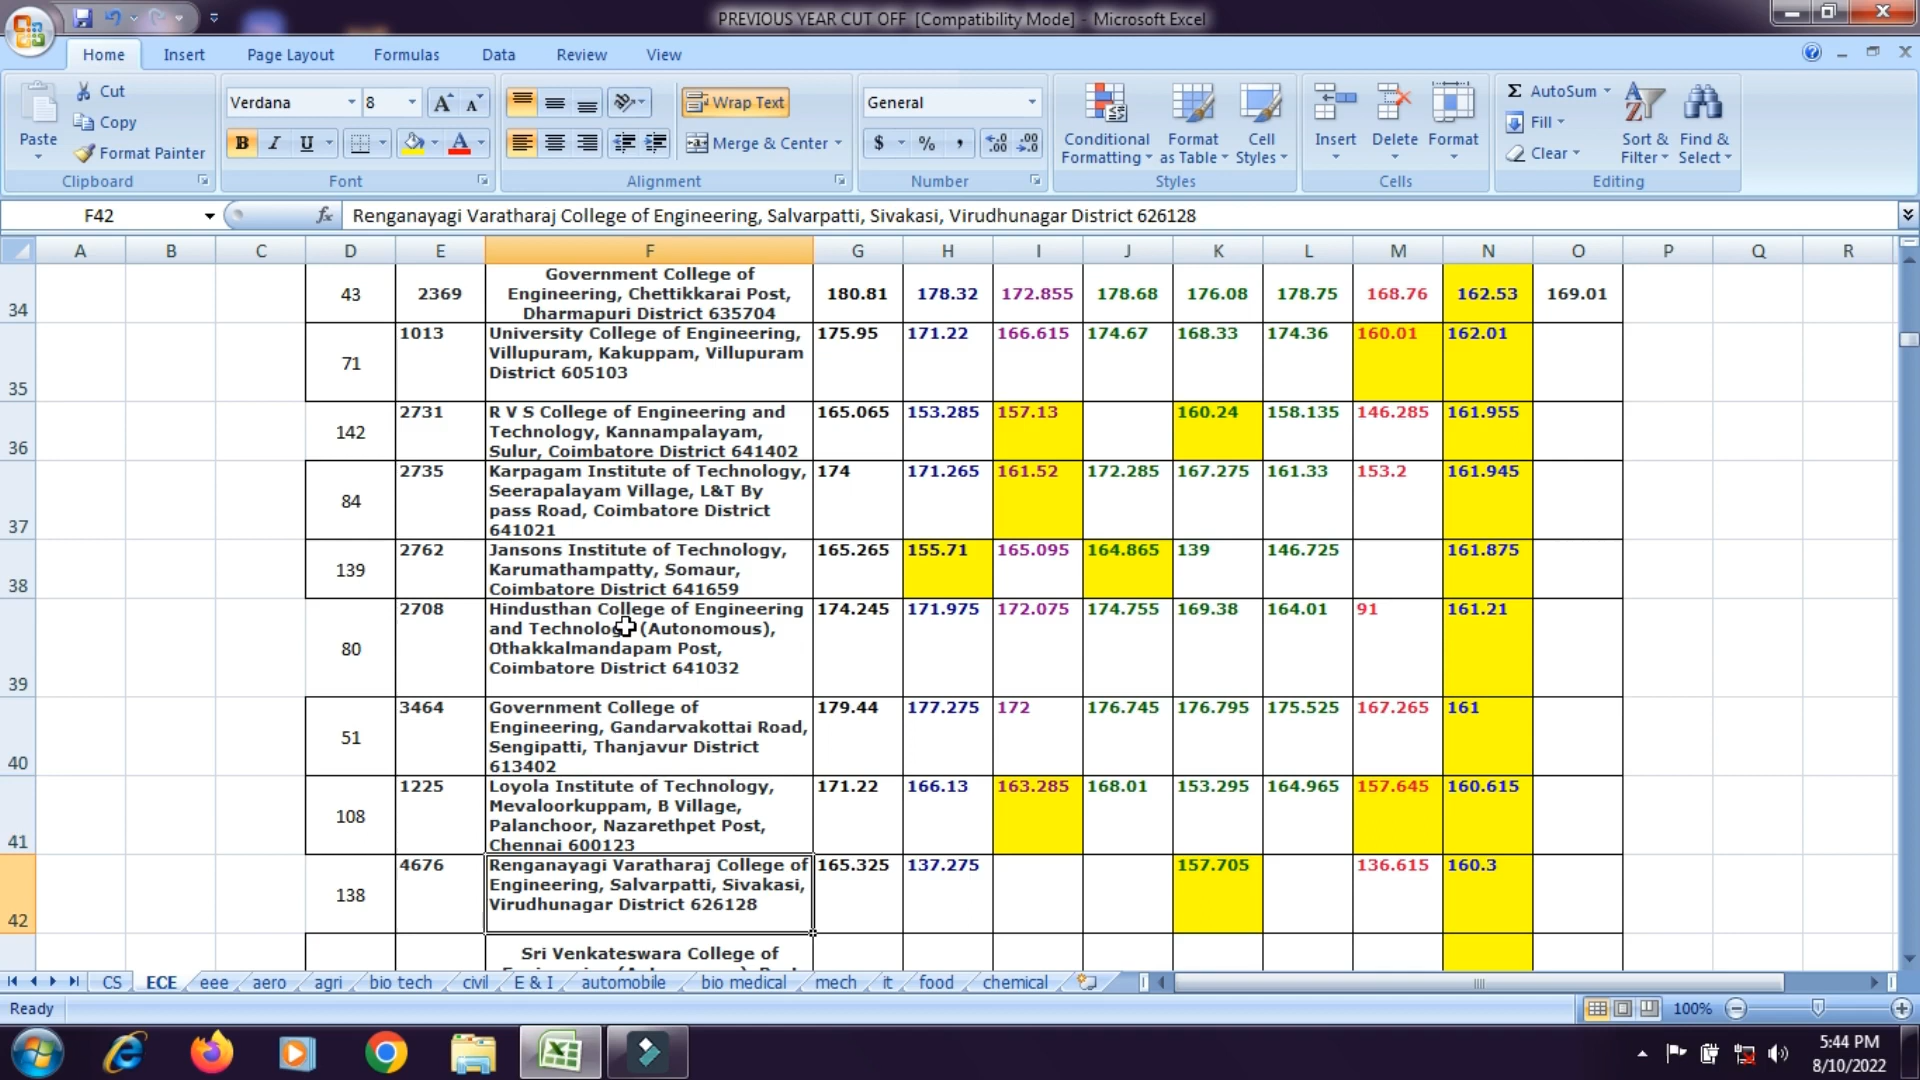 PREVIOUS YEAR CUT OFF [Compatibility Mode] - Microsoft Excel
Home Insert Page Layout Formulas Data Review View
Paste
Cut
Copy
Format Painter
Clipboard
Verdana 8
A A
B I U A
Font
Wrap Text
Merge & Center
Alignment
General
$ % ,
Number
Conditional Formatting
Format as Table
Cell Styles
Styles
Insert Delete Format
Cells
Σ AutoSum
Fill
Clear
Sort & Filter
Find & Select
Editing
F42 fx Renganayagi Varatharaj College of Engineering, Salvarpatti, Sivakasi, Virudhunagar District 626128
A B C D E F G H I J K L M N O P Q R
34 43 2369 Government College of
Engineering, Chettikkarai Post,
Dharmapuri District 635704
180.81 178.32 172.855 178.68 176.08 178.75 168.76 162.53 169.01
35 71 1013 University College of Engineering,
Villupuram, Kakuppam, Villupuram
District 605103
175.95 171.22 166.615 174.67 168.33 174.36 160.01 162.01
36 142 2731 R V S College of Engineering and
Technology, Kannampalayam,
Sulur, Coimbatore District 641402
165.065 153.285 157.13 160.24 158.135 146.285 161.955
37 84 2735 Karpagam Institute of Technology,
Seerapalayam Village, L&T By
pass Road, Coimbatore District
641021
174 171.265 161.52 172.285 167.275 161.33 153.2 161.945
38 139 2762 Jansons Institute of Technology,
Karumathampatty, Somaur,
Coimbatore District 641659
165.265 155.71 165.095 164.865 139 146.725 161.875
39 80 2708 Hindusthan College of Engineering
and Technology (Autonomous),
Othakkalmandapam Post,
Coimbatore District 641032
174.245 171.975 172.075 174.755 169.38 164.01 91 161.21
40 51 3464 Government College of
Engineering, Gandarvakottai Road,
Sengipatti, Thanjavur District
613402
179.44 177.275 172 176.745 176.795 175.525 167.265 161
41 108 1225 Loyola Institute of Technology,
Mevaloorkuppam, B Village,
Palanchoor, Nazarethpet Post,
Chennai 600123
171.22 166.13 163.285 168.01 153.295 164.965 157.645 160.615
42 138 4676 Renganayagi Varatharaj College of
Engineering, Salvarpatti, Sivakasi,
Virudhunagar District 626128
165.325 137.275 157.705 136.615 160.3
Sri Venkateswara College of
CS ECE eee aero agri bio tech civil E & I automobile bio medical mech it food chemical
Ready 100%
5:44 PM
8/10/2022